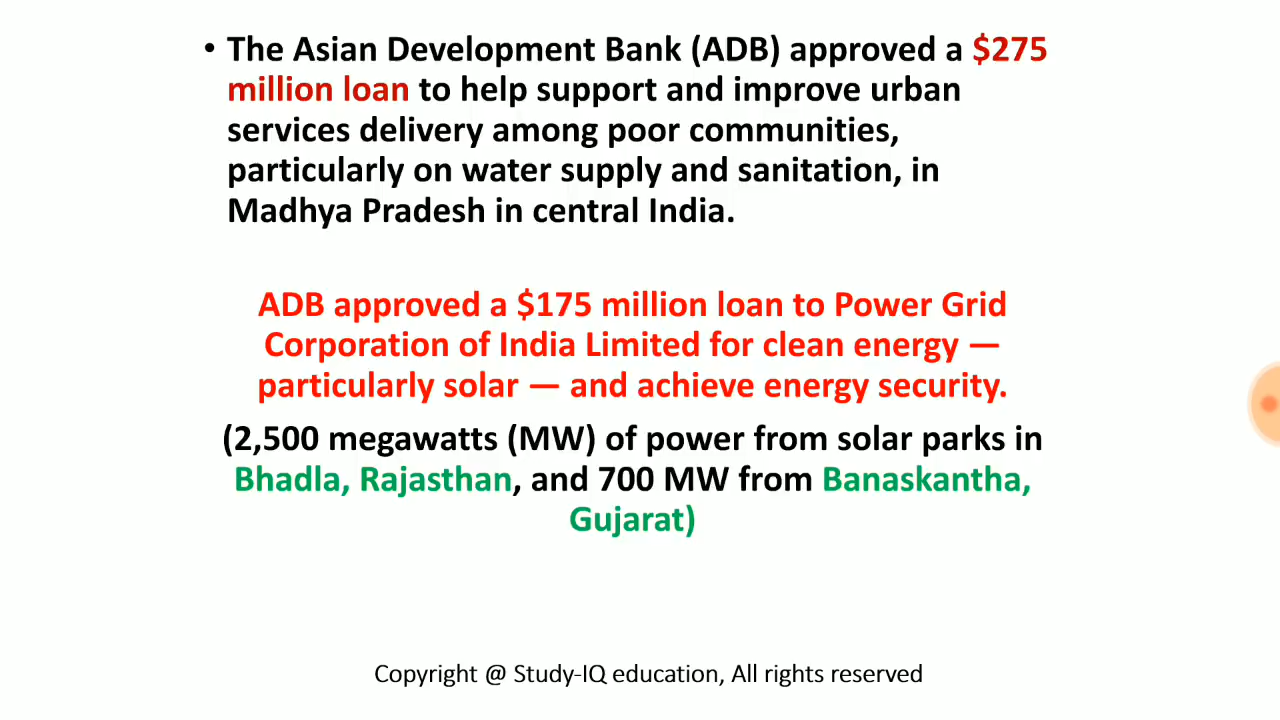 • The Asian Development Bank (ADB) approved a $275
million loan to help support and improve urban
services delivery among poor communities,
particularly on water supply and sanitation, in
Madhya Pradesh in central India.
ADB approved a $175 million loan to Power Grid
Corporation of India Limited for clean energy —
particularly solar — and achieve energy security.
(2,500 megawatts (MW) of power from solar parks in
Bhadla, Rajasthan, and 700 MW from Banaskantha,
Gujarat)
Copyright @ Study-IQ education, All rights reserved